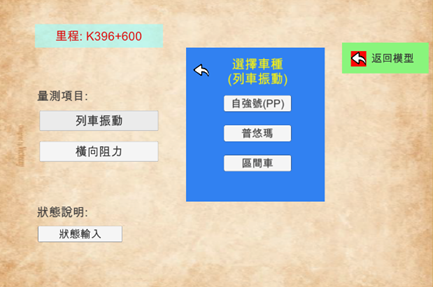 里程: K396+600
選擇車種
(列車振動)
返回模型
量測項目:
自強號(PP)
列車振動
普悠瑪
橫向阻力
區間車
狀態說明:
狀態輸入